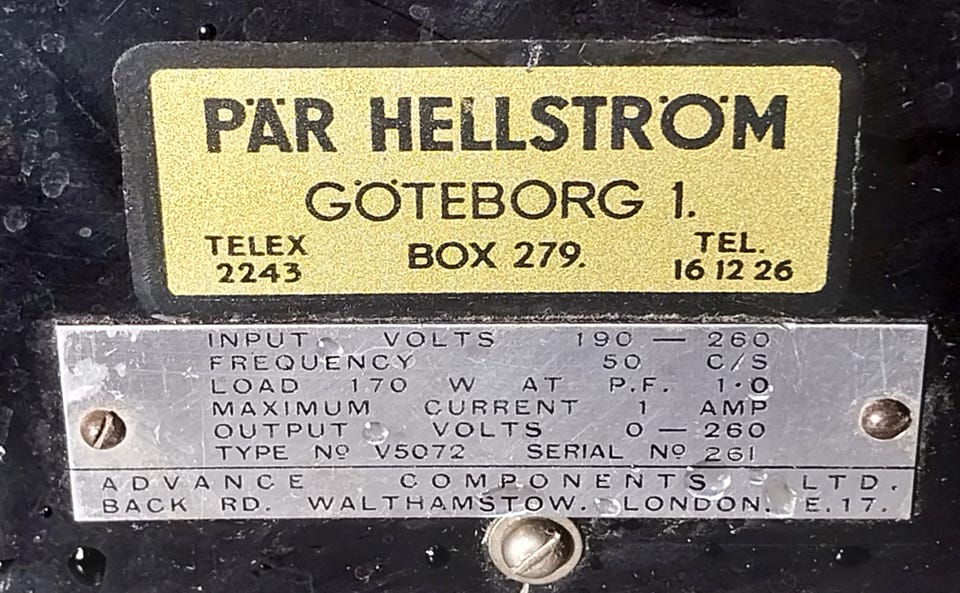 PÄR HELLSTRÖM
GÖTEBORG 1.
TELEX BOX 279. TEL.
2243 16 12 26
INPUT VOLTS 190 — 260
FREQUENCY 50 C/S
LOAD 170 W AT P.F. 1·0
MAXIMUM CURRENT 1 AMP
OUTPUT VOLTS 0 — 260
TYPE Nº V5072 SERIAL Nº 261
ADVANCE COMPONENTS LTD.
BACK RD. WALTHAMSTOW. LONDON. E.17.